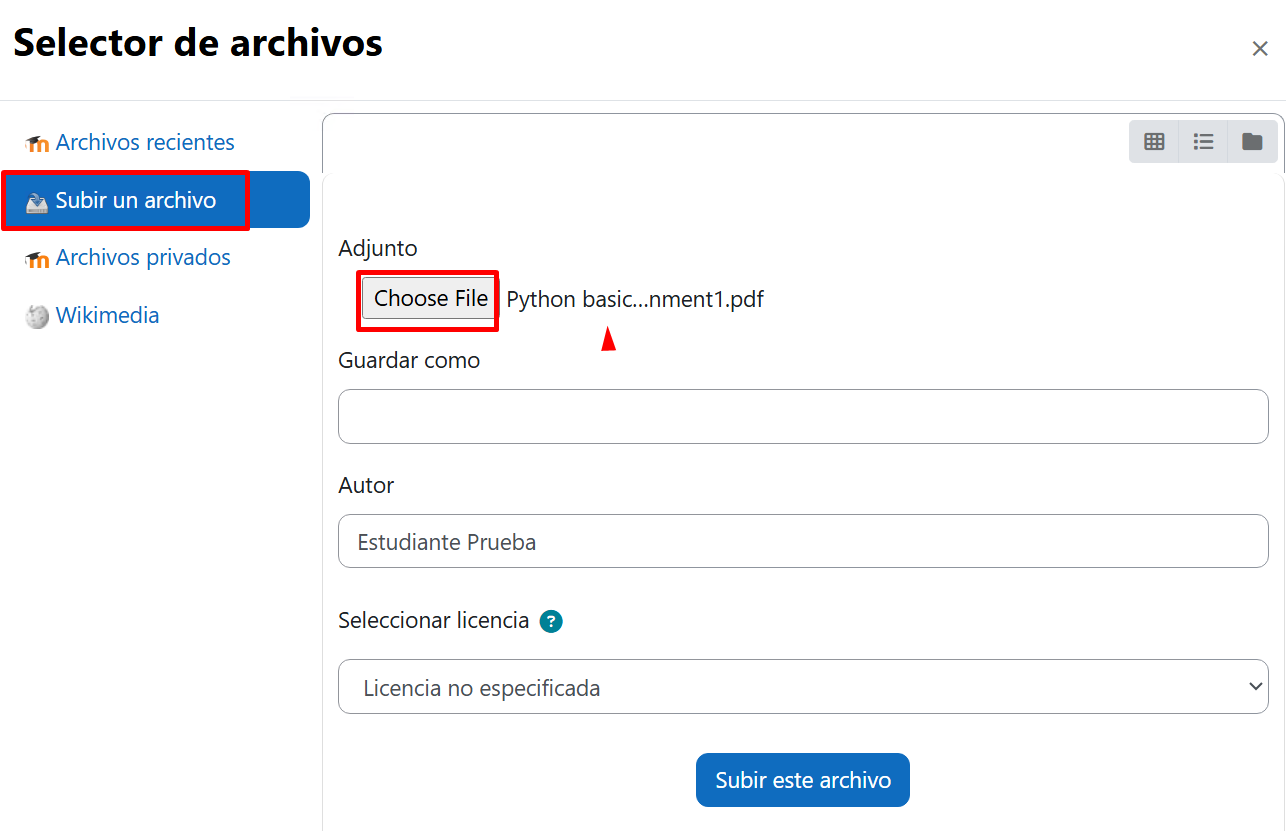 Selector de archivos
Archivos recientes
Subir un archivo
Archivos privados
Wikimedia
Adjunto
Choose File Python basic...nment1.pdf
Guardar como
Autor
Estudiante Prueba
Seleccionar licencia ?
Licencia no especificada
Subir este archivo